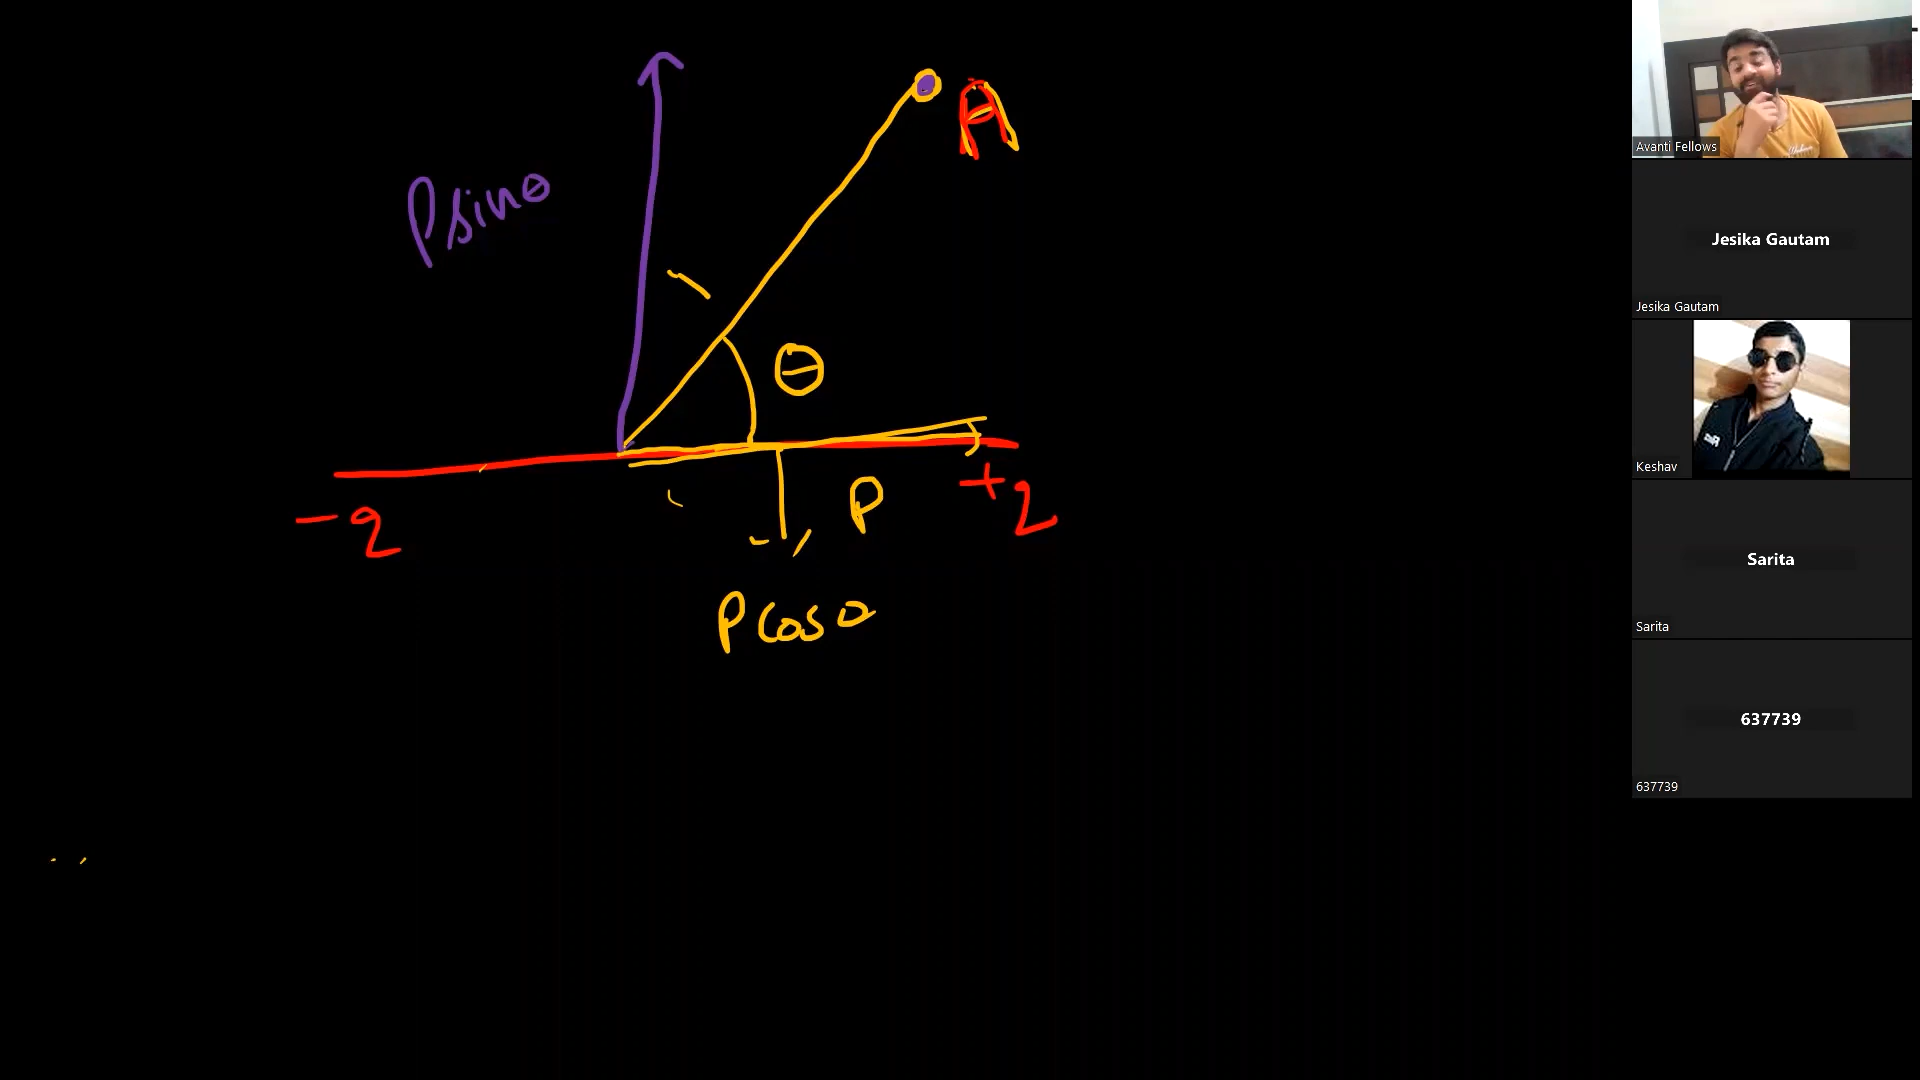 A
Psinθ
θ
-q
P
+q
Pcosθ
Avanti Fellows
Jesika Gautam
Jesika Gautam
Keshav
Sarita
Sarita
637739
637739